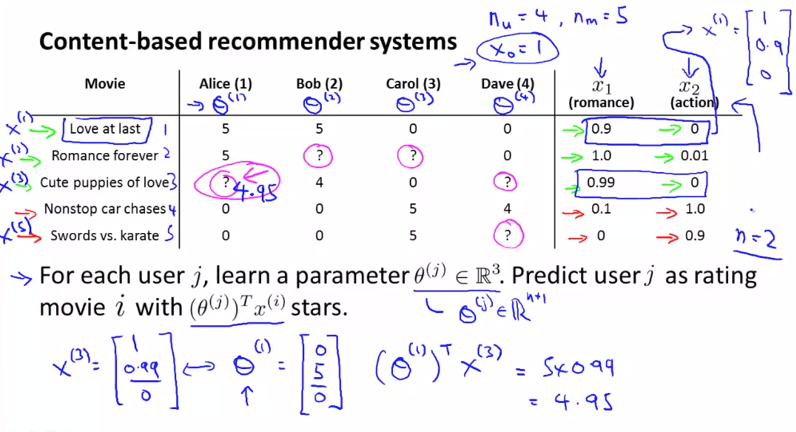 n_u = 4, n_m = 5
x^(1) = [1 0.9 0]
Content-based recommender systems
→ x_0 = 1
Movie Alice (1) Bob (2) Carol (3) Dave (4) x_1 (romance) x_2 (action)
→ θ^(1) θ^(2) θ^(3) θ^(4)
x^(1) → Love at last 1 5 5 0 0 → 0.9 → 0
x^(2) → Romance forever 2 5 ? ? 0 → 1.0 → 0.01
x^(3) → Cute puppies of love 3 ? 4.95 4 0 ? → 0.99 → 0
→ Nonstop car chases 4 0 0 5 4 → 0.1 → 1.0
x^(5) → Swords vs. karate 5 0 0 5 ? → 0 → 0.9
n = 2
→ For each user j, learn a parameter θ^(j) ∈ ℝ^3. Predict user j as rating
movie i with (θ^(j))^T x^(i) stars.
θ^(j) ∈ ℝ^(n+1)
x^(3) = [1 0.99 0] ↔ θ^(1) = [0 5 0] (θ^(1))^T x^(3) = 5×0.99
= 4.95